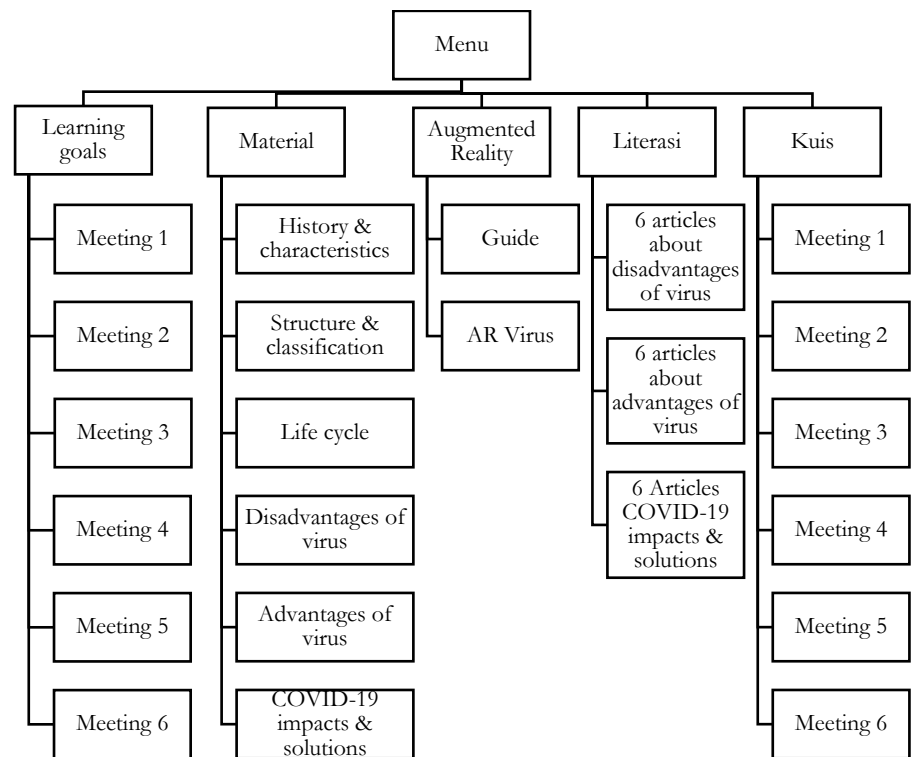 Menu
Learning
goals
Meeting 1
Meeting 2
Meeting 3
Meeting 4
Meeting 5
Meeting 6
Material
History &
characteristics
Structure &
classification
Life cycle
Disadvantages of
virus
Advantages of
virus
COVID-19
impacts &
solutions
Augmented
Reality
Guide
AR Virus
Literasi
6 articles
about
disadvantages
of virus
6 articles
about
advantages of
virus
6 Articles
COVID-19
impacts &
solutions
Kuis
Meeting 1
Meeting 2
Meeting 3
Meeting 4
Meeting 5
Meeting 6